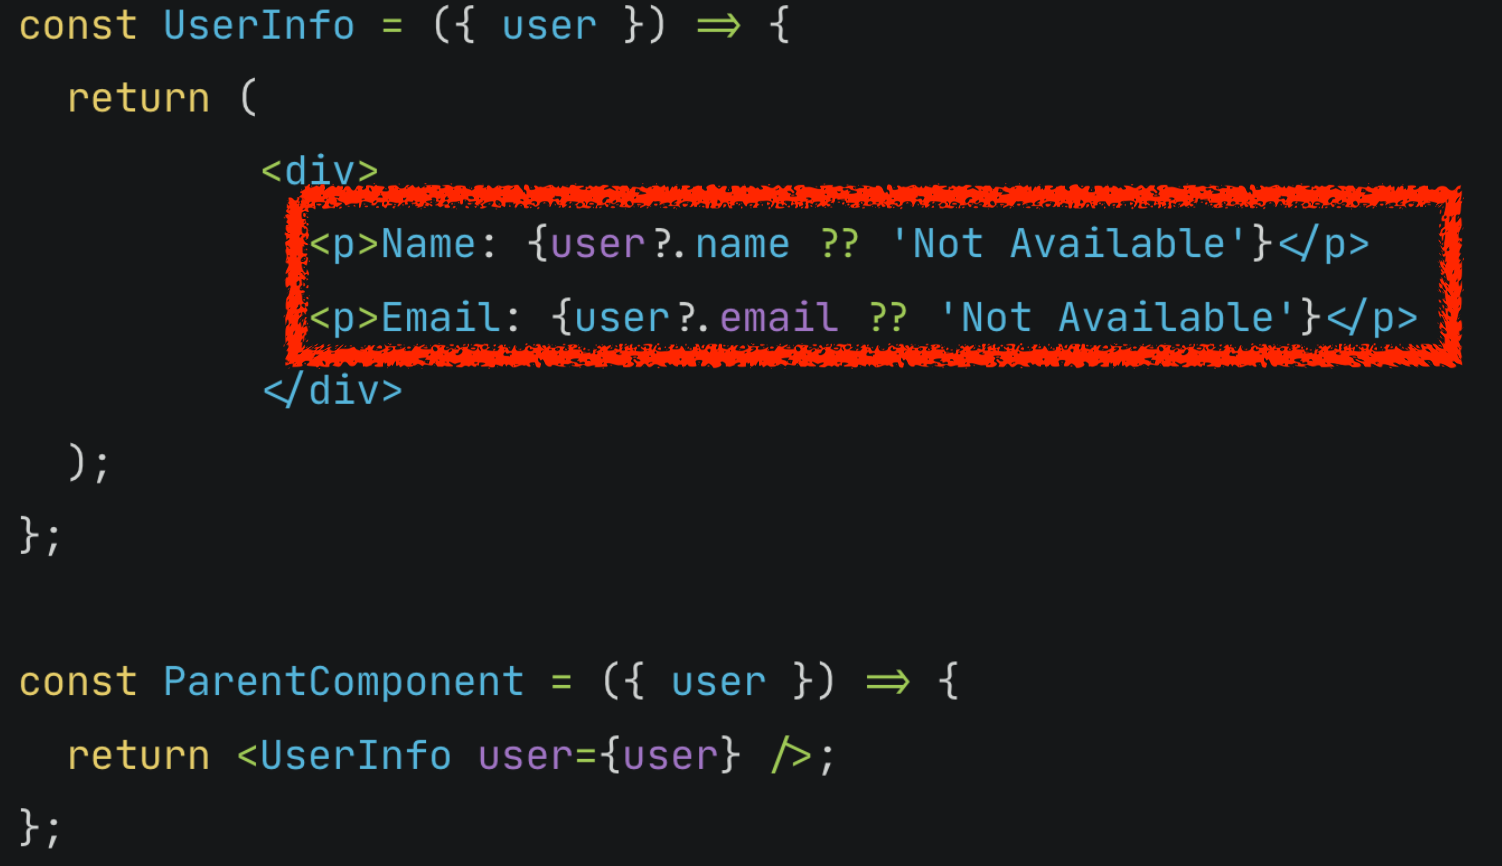 const UserInfo = ({ user }) => {
return (
<div>
<p>Name: {user?.name ?? 'Not Available'}</p>
<p>Email: {user?.email ?? 'Not Available'}</p>
</div>
);
};
const ParentComponent = ({ user }) => {
return <UserInfo user={user} />;
};